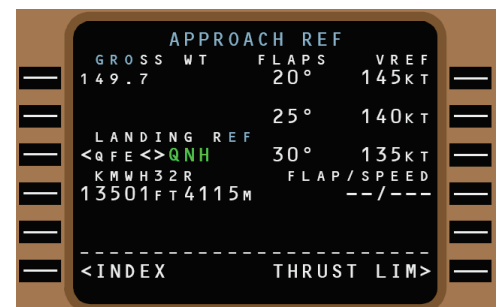 APPROACH REF
GROSS WT FLAPS VREF
149.7 20° 145KT
25° 140KT
LANDING REF
<QFE<>QNH 30° 135KT
KMWH32R FLAP/SPEED
13501FT4115M --/---
--------------------------
<INDEX THRUST LIM>